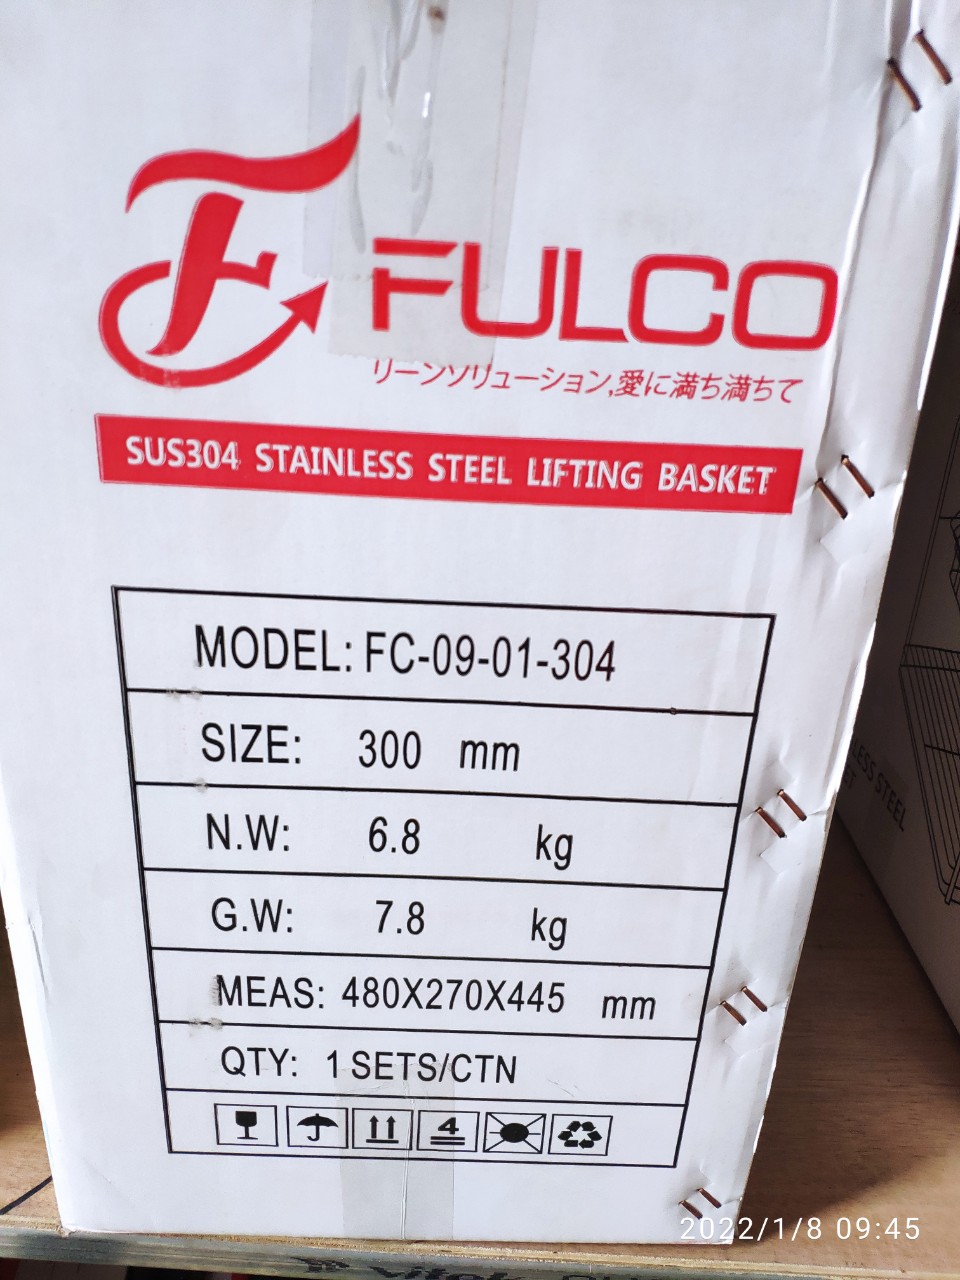 FULCO
リーンソリューション,愛に満ち満ちて
SUS304 STAINLESS STEEL LIFTING BASKET
MODEL: FC-09-01-304
SIZE: 300 mm
N.W: 6.8 kg
G.W: 7.8 kg
MEAS: 480X270X445 mm
QTY: 1 SETS/CTN
4
LESS STEEL
2022/1/8 09:45